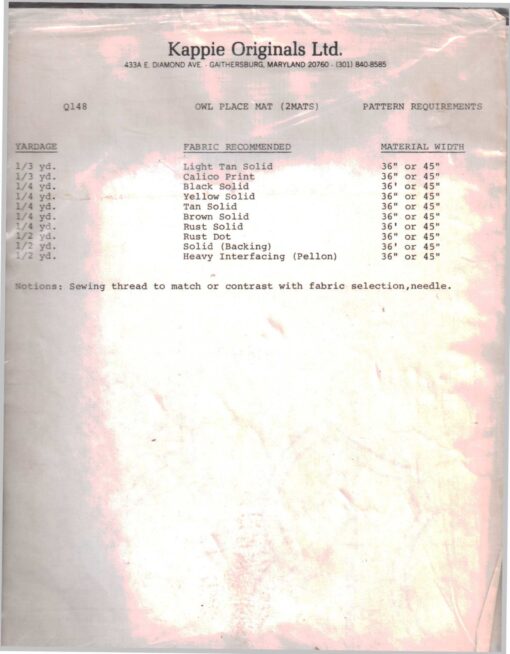 Kappie Originals Ltd.
433A E. DIAMOND AVE. · GAITHERSBURG, MARYLAND 20760 · (301) 840-8585
Q148 OWL PLACE MAT (2MATS) PATTERN REQUIREMENTS
YARDAGE FABRIC RECOMMENDED MATERIAL WIDTH
1/3 yd. Light Tan Solid 36" or 45"
1/3 yd. Calico Print 36" or 45"
1/4 yd. Black Solid 36' or 45"
1/4 yd. Yellow Solid 36" or 45"
1/4 yd. Tan Solid 36" or 45"
1/4 yd. Brown Solid 36" or 45"
1/4 yd. Rust Solid 36' or 45"
1/2 yd. Rust Dot 36" or 45"
1/2 yd. Solid (Backing) 36' or 45"
1/2 yd. Heavy Interfacing (Pellon) 36" or 45"
Notions: Sewing thread to match or contrast with fabric selection,needle.